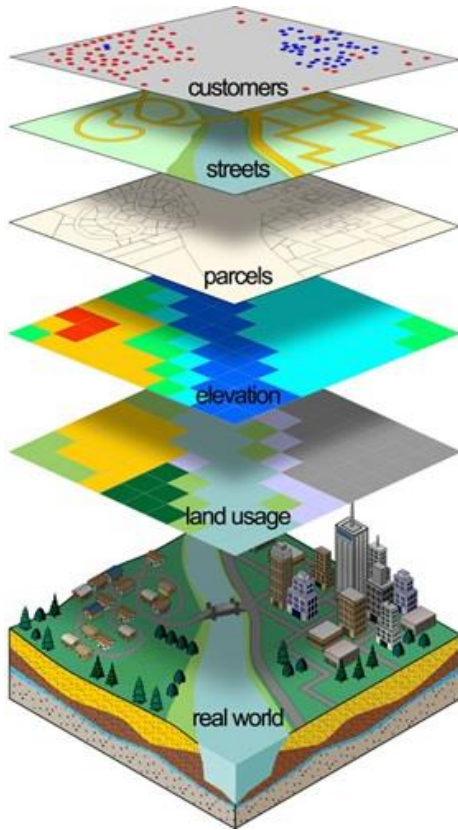 customers
streets
parcels
elevation
land usage
real world